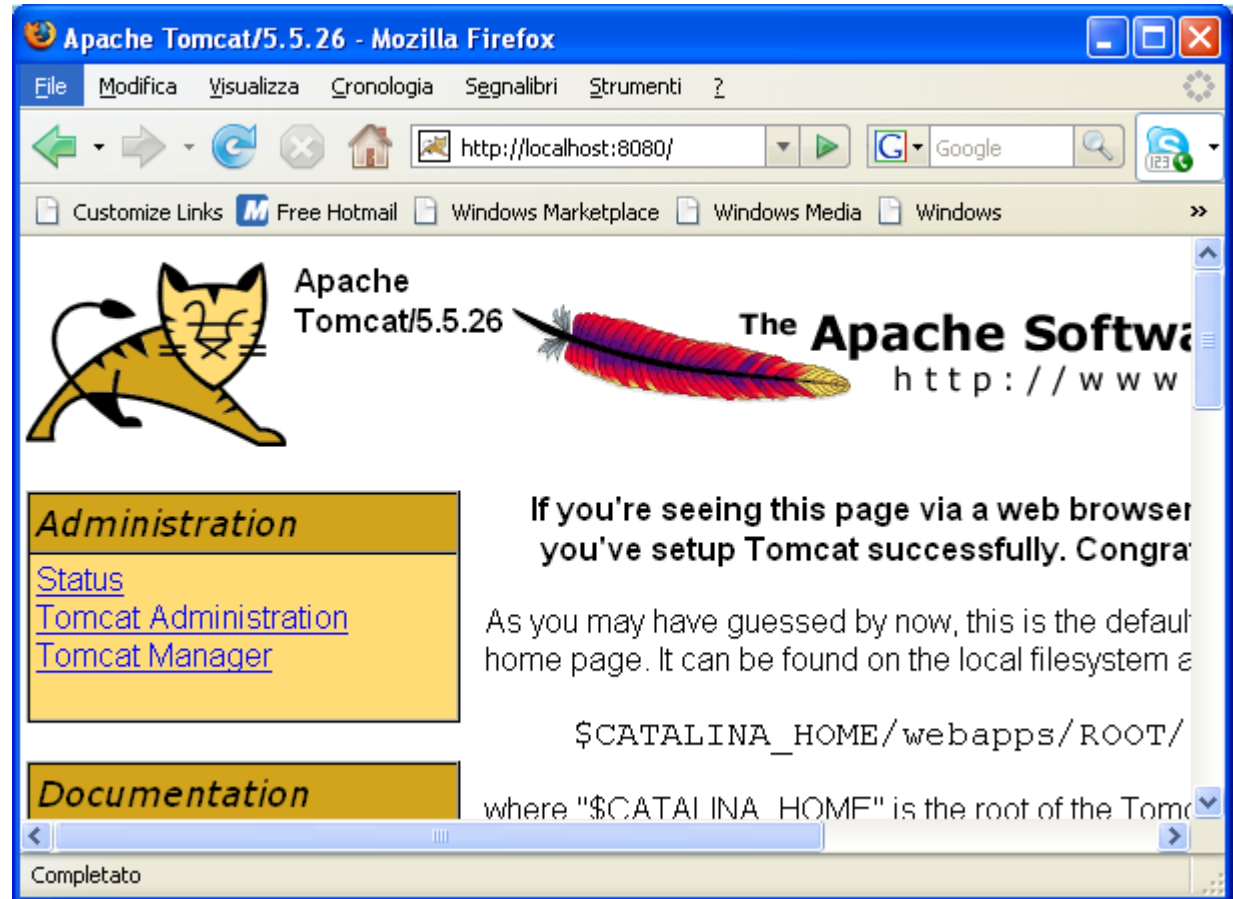 Apache Tomcat/5.5.26 - Mozilla Firefox
File Modifica Visualizza Cronologia Segnalibri Strumenti ?
http://localhost:8080/ G Google 123
Customize Links M Free Hotmail Windows Marketplace Windows Media Windows »
Apache
Tomcat/5.5.26
The Apache Softwa
http://www
Administration
Status
Tomcat Administration
Tomcat Manager
If you're seeing this page via a web browser
you've setup Tomcat successfully. Congra
As you may have guessed by now, this is the defaul
home page. It can be found on the local filesystem a
$CATALINA_HOME/webapps/ROOT/
Documentation
where "$CATALINA_HOME" is the root of the Tomc
Completato